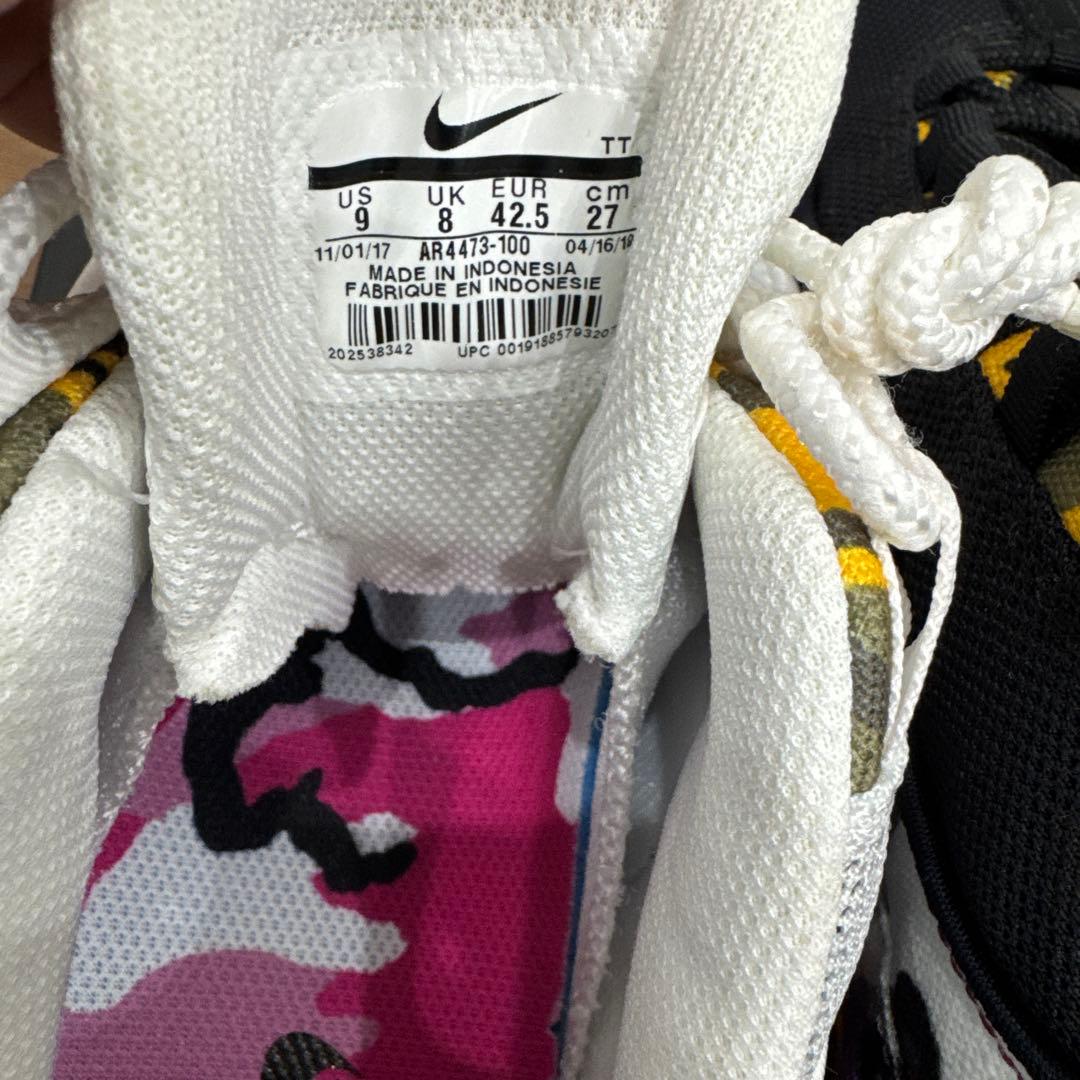 TT
US UK EUR cm
9 8 42.5 27
11/01/17 AR4473-100 04/16/18
MADE IN INDONESIA
FABRIQUE EN INDONESIE
202538342 UPC 00191885793207